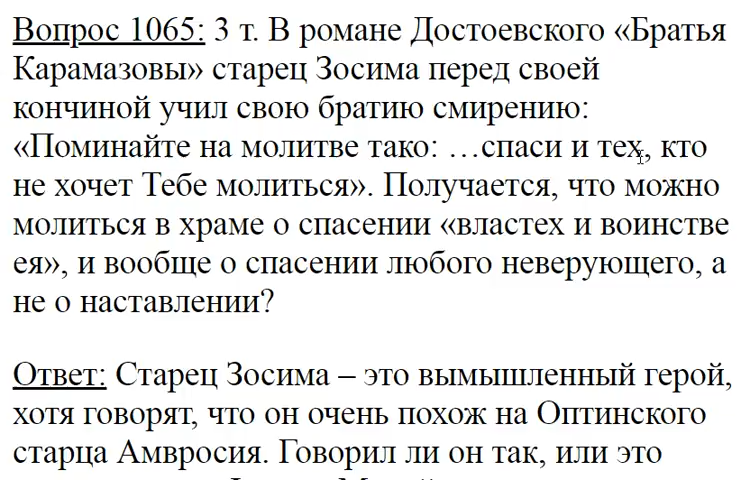 Вопрос 1065: 3 т. В романе Достоевского «Братья
Карамазовы» старец Зосима перед своей
кончиной учил свою братию смирению:
«Поминайте на молитве тако: …спаси и тех, кто
не хочет Тебе молиться». Получается, что можно
молиться в храме о спасении «властех и воинстве
ея», и вообще о спасении любого неверующего, а
не о наставлении?
Ответ: Старец Зосима – это вымышленный герой,
хотя говорят, что он очень похож на Оптинского
старца Амвросия. Говорил ли он так, или это